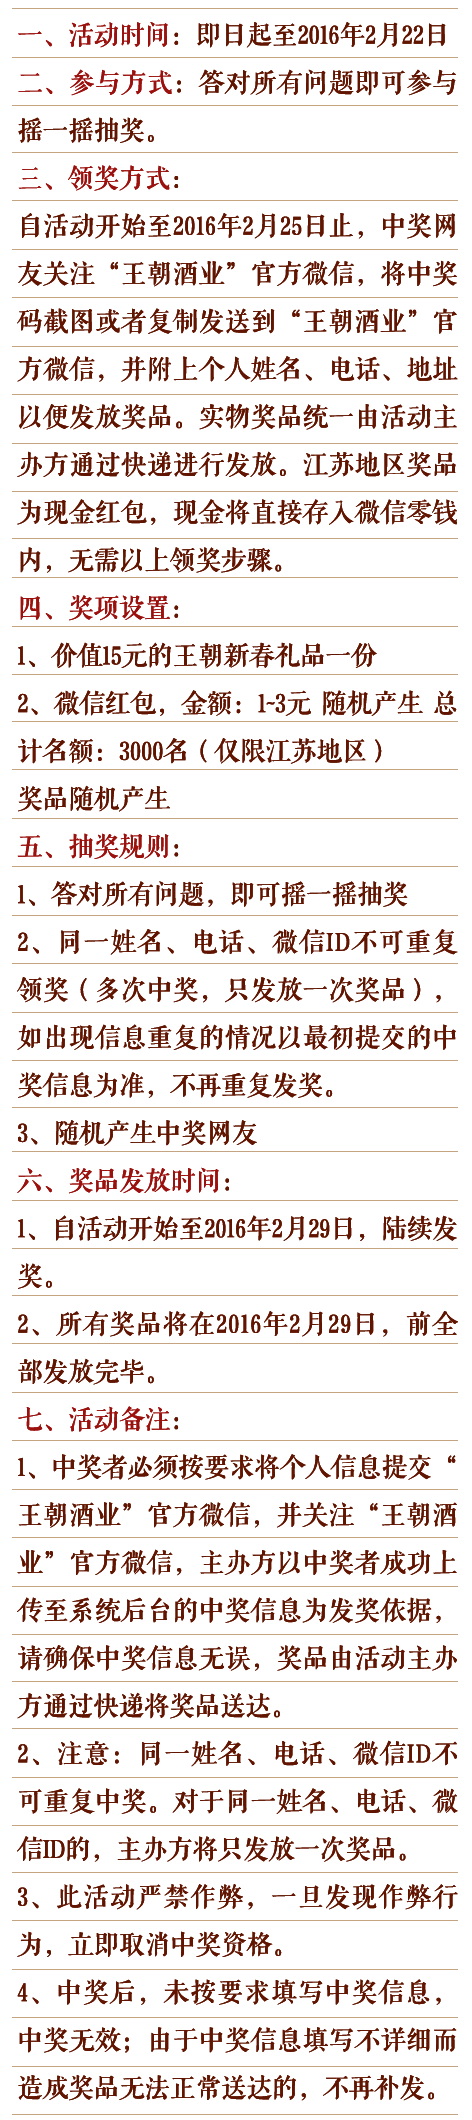 一、活动时间：即日起至2016年2月22日
二、参与方式：答对所有问题即可参与
摇一摇抽奖。
三、领奖方式：
自活动开始至2016年2月25日止，中奖网
友关注“王朝酒业”官方微信，将中奖
码截图或者复制发送到“王朝酒业”官
方微信，并附上个人姓名、电话、地址
以便发放奖品。实物奖品统一由活动主
办方通过快递进行发放。江苏地区奖品
为现金红包，现金将直接存入微信零钱
内，无需以上领奖步骤。
四、奖项设置：
1、价值15元的王朝新春礼品一份
2、微信红包，金额：1~3元 随机产生 总
计名额：3000名（仅限江苏地区）
奖品随机产生
五、抽奖规则：
1、答对所有问题，即可摇一摇抽奖
2、同一姓名、电话、微信ID不可重复
领奖（多次中奖，只发放一次奖品），
如出现信息重复的情况以最初提交的中
奖信息为准，不再重复发奖。
3、随机产生中奖网友
六、奖品发放时间：
1、自活动开始至2016年2月29日，陆续发
奖。
2、所有奖品将在2016年2月29日，前全
部发放完毕。
七、活动备注：
1、中奖者必须按要求将个人信息提交“
王朝酒业”官方微信，并关注“王朝酒
业”官方微信，主办方以中奖者成功上
传至系统后台的中奖信息为发奖依据，
请确保中奖信息无误，奖品由活动主办
方通过快递将奖品送达。
2、注意：同一姓名、电话、微信ID不
可重复中奖。对于同一姓名、电话、微
信ID的，主办方将只发放一次奖品。
3、此活动严禁作弊，一旦发现作弊行
为，立即取消中奖资格。
4、中奖后，未按要求填写中奖信息，
中奖无效；由于中奖信息填写不详细而
造成奖品无法正常送达的，不再补发。